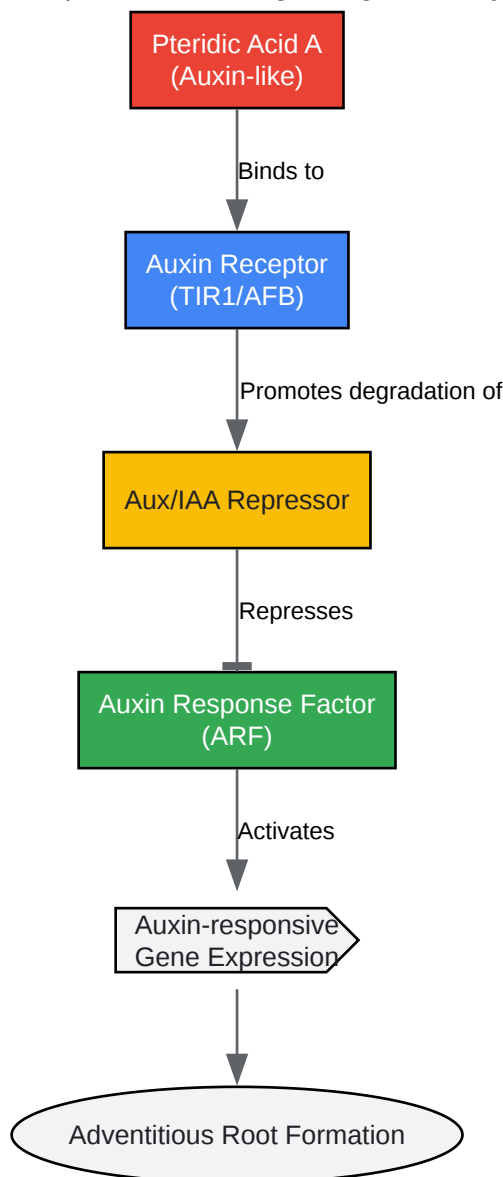 Pteridic Acid A
(Auxin-like)
Binds to
Auxin Receptor
(TIR1/AFB)
Promotes degradation of
Aux/IAA Repressor
Represses
Auxin Response Factor
(ARF)
Activates
Auxin-responsive
Gene Expression
Adventitious Root Formation